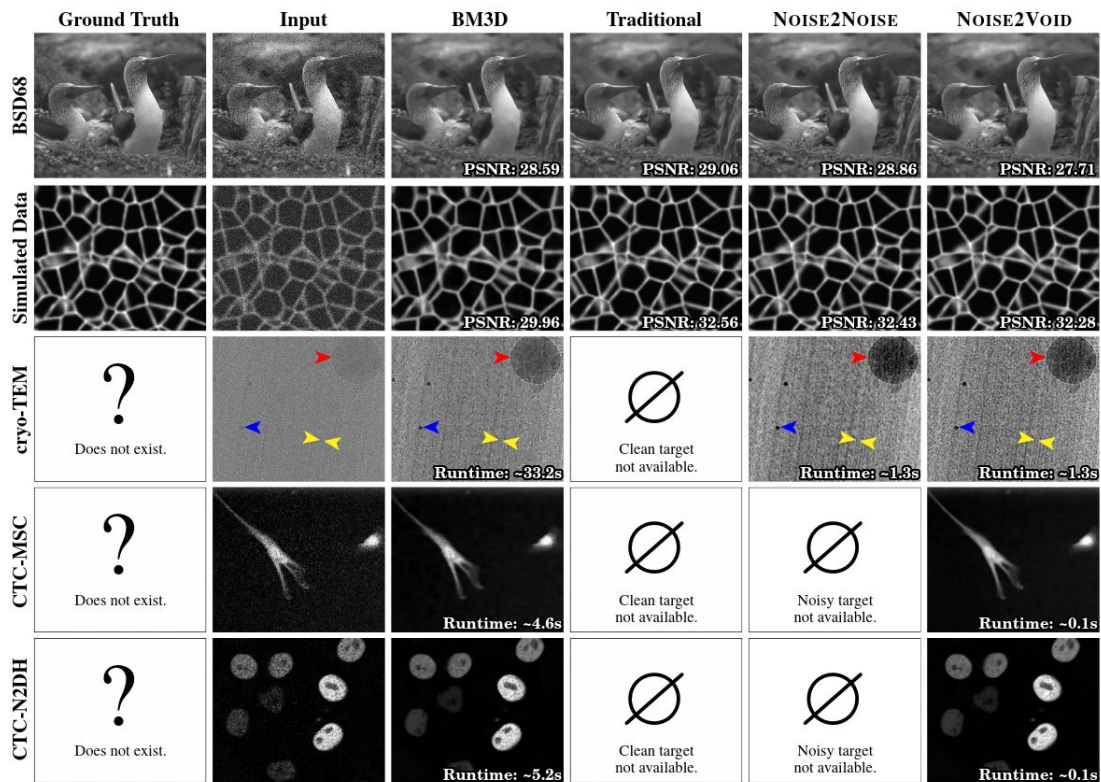 Ground Truth Input BM3D Traditional NOISE2NOISE NOISE2VOID
BSD68
PSNR: 28.59 PSNR: 29.06 PSNR: 28.86 PSNR: 27.71
Simulated Data
PSNR: 29.96 PSNR: 32.56 PSNR: 32.43 PSNR: 32.28
cryo-TEM
?
Does not exist.
Clean target
not available.
Runtime: ~33.2s Runtime: ~1.3s Runtime: ~1.3s
CTC-MSC
?
Does not exist.
Clean target
not available.
Noisy target
not available.
Runtime: ~4.6s Runtime: ~0.1s
CTC-N2DH
?
Does not exist.
Clean target
not available.
Noisy target
not available.
Runtime: ~5.2s Runtime: ~0.1s